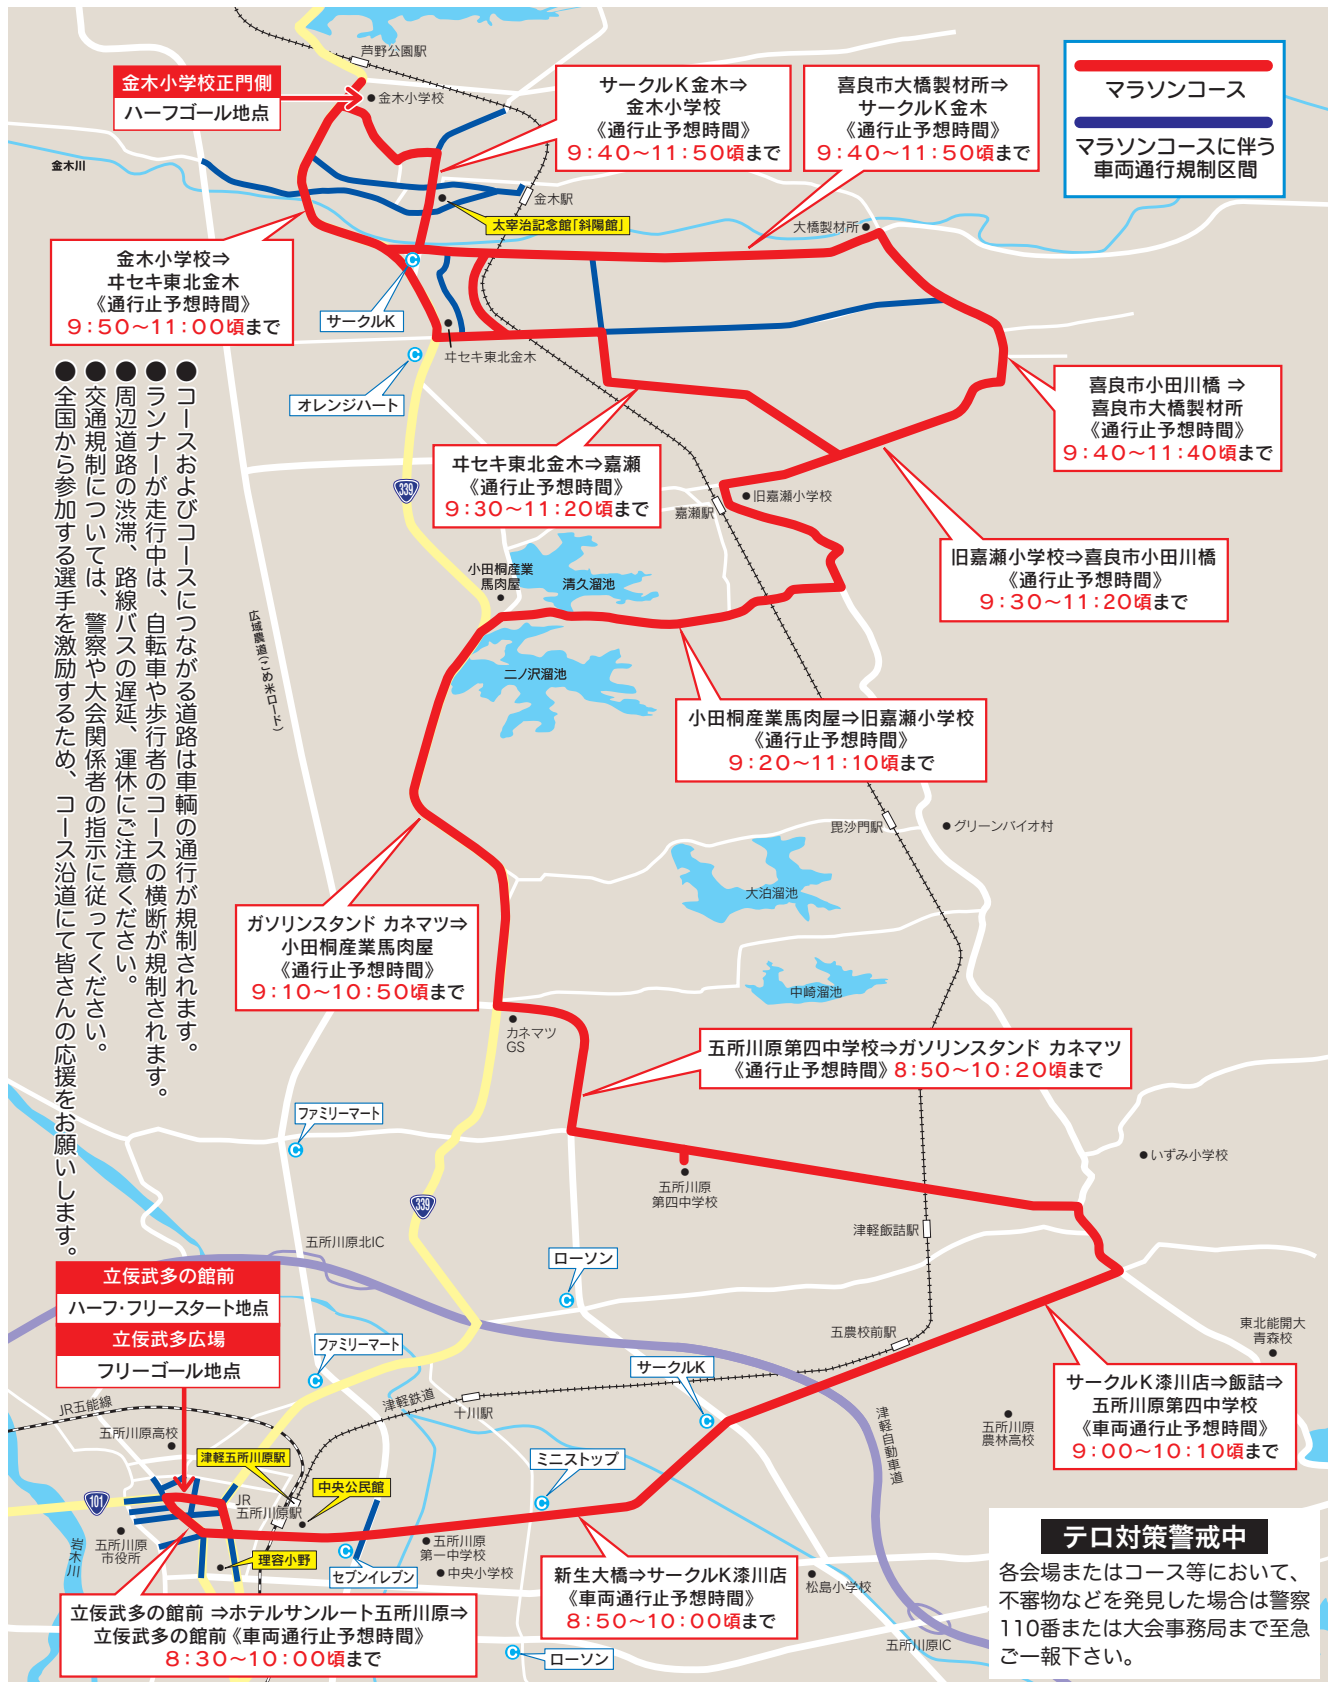 芦野公園駅
金木小学校正門側
ハーフゴール地点
金木小学校
サークルK金木⇒
金木小学校
《通行止予想時間》
9：40〜11：50頃まで
喜良市大橋製材所⇒
サークルK金木
《通行止予想時間》
9：40〜11：50頃まで
マラソンコース
マラソンコースに伴う
車両通行規制区間
金木川
金木駅
太宰治記念館「斜陽館」
大橋製材所
金木小学校⇒
ヰセキ東北金木
《通行止予想時間》
9：50〜11：00頃まで
C
サークルK
ヰセキ東北金木
C
オレンジハート
喜良市小田川橋 ⇒
喜良市大橋製材所
《通行止予想時間》
9：40〜11：40頃まで
●コースおよびコースにつながる道路は車輌の通行が規制されます。
●ランナーが走行中は、自転車や歩行者のコースの横断が規制されます。
●周辺道路の渋滞、路線バスの遅延、運休にご注意ください。
●交通規制については、警察や大会関係者の指示に従ってください。
●全国から参加する選手を激励するため、コース沿道にて皆さんの応援をお願いします。
ヰセキ東北金木⇒嘉瀬
《通行止予想時間》
9：30〜11：20頃まで
339
旧嘉瀬小学校
嘉瀬駅
旧嘉瀬小学校⇒喜良市小田川橋
《通行止予想時間》
9：30〜11：20頃まで
小田桐産業
馬肉屋
清久溜池
広域農道(こめ米ロード)
二ノ沢溜池
小田桐産業馬肉屋⇒旧嘉瀬小学校
《通行止予想時間》
9：20〜11：10頃まで
毘沙門駅
グリーンバイオ村
大泊溜池
ガソリンスタンド カネマツ⇒
小田桐産業馬肉屋
《通行止予想時間》
9：10〜10：50頃まで
中崎溜池
カネマツ
GS
五所川原第四中学校⇒ガソリンスタンド カネマツ
《通行止予想時間》8：50〜10：20頃まで
ファミリーマート
C
いずみ小学校
五所川原
第四中学校
339
津軽飯詰駅
五所川原北IC
ローソン
C
立佞武多の館前
ハーフ・フリースタート地点
立佞武多広場
フリーゴール地点
五農校前駅
東北能開大
青森校
ファミリーマート
C
サークルK
C
サークルK漆川店⇒飯詰⇒
五所川原第四中学校
《車両通行止予想時間》
9：00〜10：10頃まで
JR五能線
津軽鉄道
十川駅
津軽自動車道
五所川原
農林高校
五所川原高校
津軽五所川原駅
ミニストップ
C
中央公民館
101
JR
五所川原駅
岩木川
五所川原
市役所
理容小野
C
セブンイレブン
五所川原
第一中学校
中央小学校
新生大橋⇒サークルK漆川店
《車両通行止予想時間》
8：50〜10：00頃まで
松島小学校
立佞武多の館前 ⇒ホテルサンルート五所川原⇒
立佞武多の館前《車両通行止予想時間》
8：30〜10：00頃まで
C
ローソン
五所川原IC
テロ対策警戒中
各会場またはコース等において、
不審物などを発見した場合は警察
110番または大会事務局まで至急
ご一報下さい。